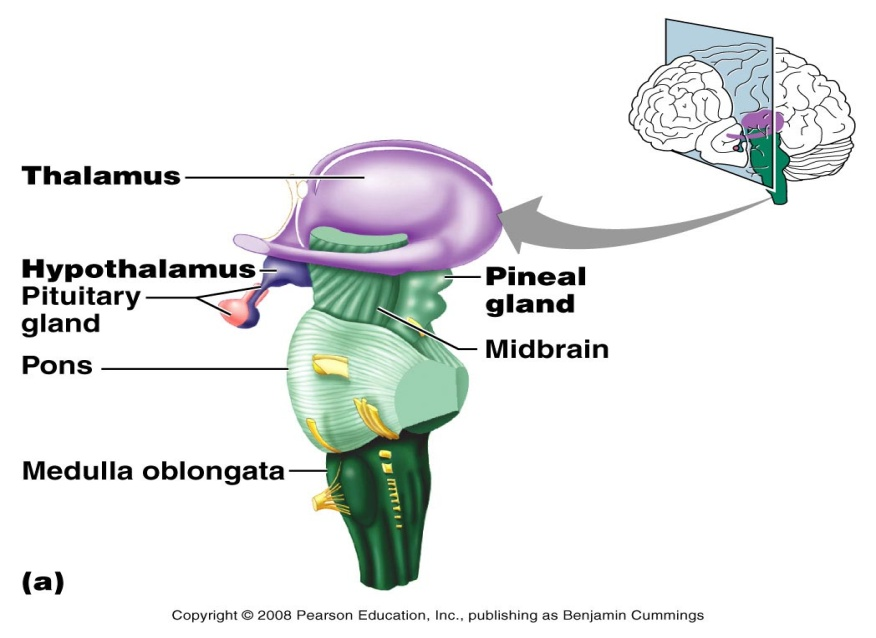 Thalamus
Hypothalamus
Pituitary
gland
Pineal
gland
Midbrain
Pons
Medulla oblongata
(a)
Copyright © 2008 Pearson Education, Inc., publishing as Benjamin Cummings